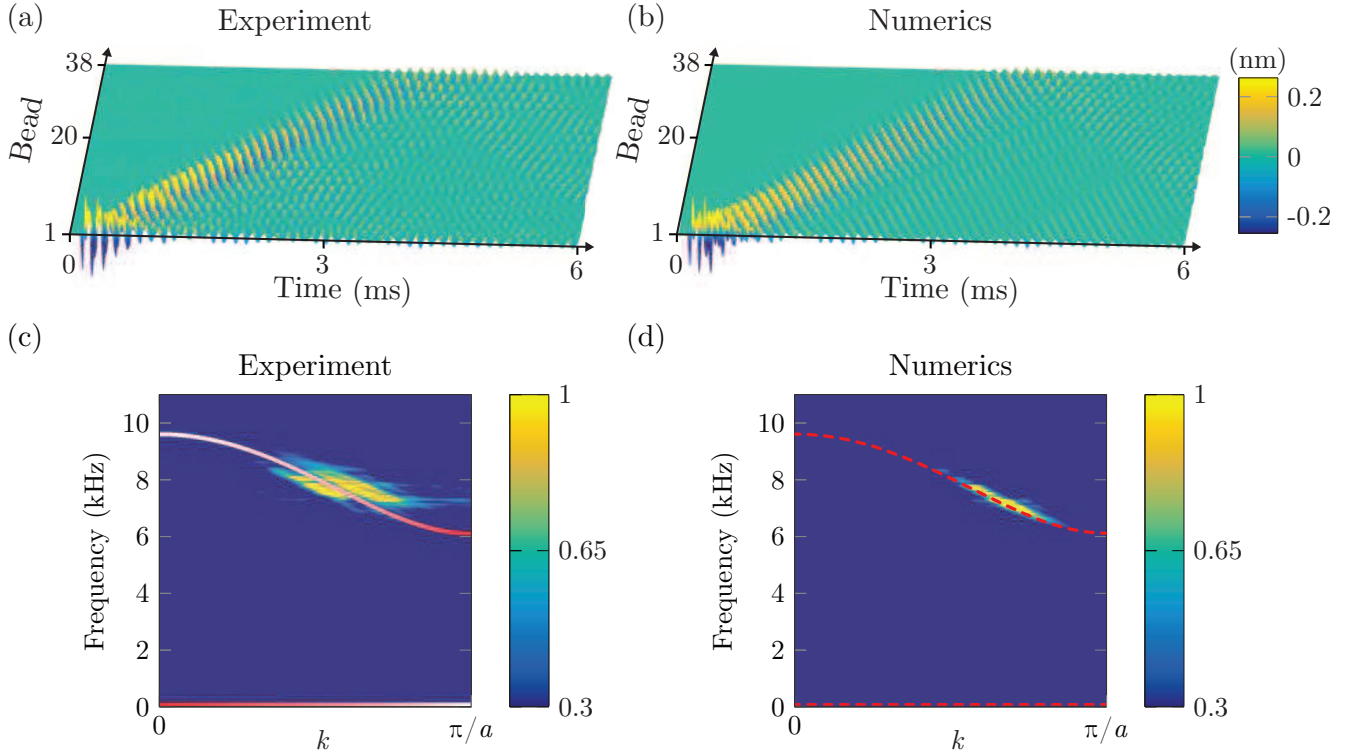 (a) Experiment
(b) Numerics
38
20
1
Bead
0 3 6
Time (ms)
38
20
1
Bead
0 3 6
Time (ms)
(nm)
0.2
0
-0.2
(c)
Experiment
10
8
6
4
2
0
Frequency (kHz)
0 k π/a
1
0.65
0.3
(d)
Numerics
10
8
6
4
2
0
Frequency (kHz)
0 k π/a
1
0.65
0.3